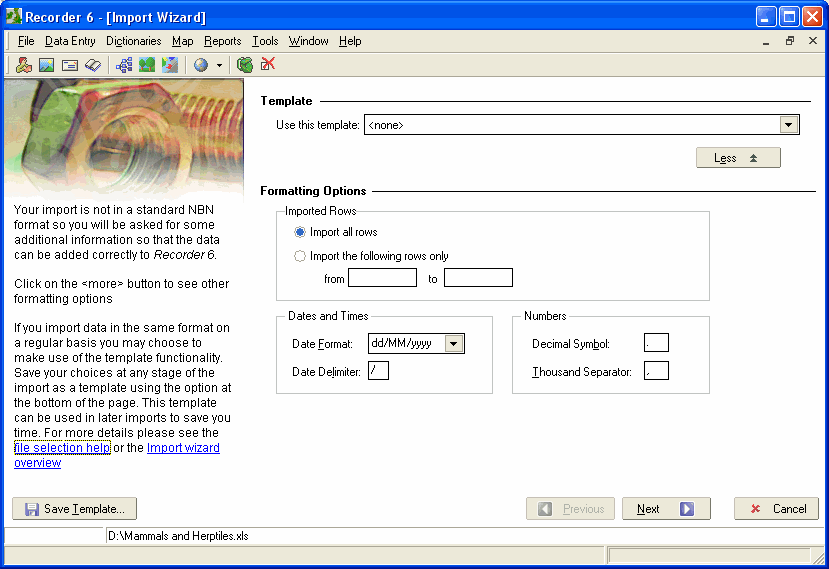 Recorder 6 - [Import Wizard]
File Data Entry Dictionaries Map Reports Tools Window Help
Template
Use this template: <none>
Less
Formatting Options
Imported Rows
Import all rows
Import the following rows only
from to
Dates and Times
Date Format: dd/MM/yyyy
Date Delimiter: /
Numbers
Decimal Symbol: .
Thousand Separator: ,
Your import is not in a standard NBN
format so you will be asked for some
additional information so that the data
can be added correctly to Recorder 6.
Click on the <more> button to see other
formatting options
If you import data in the same format on
a regular basis you may choose to
make use of the template functionality.
Save your choices at any stage of the
import as a template using the option at
the bottom of the page. This template
can be used in later imports to save you
time. For more details please see the
file selection help or the Import wizard
overview
Save Template... Previous Next Cancel
D:\Mammals and Herptiles.xls